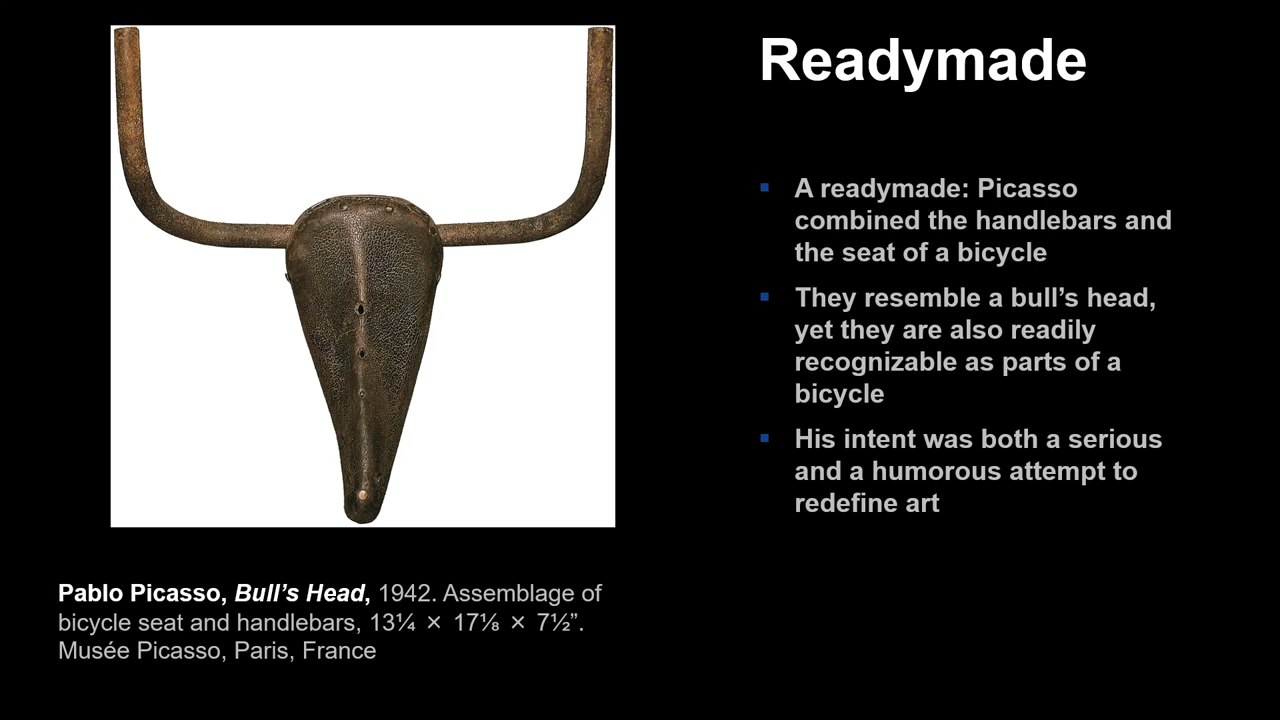 Readymade
▪ A readymade: Picasso
combined the handlebars and
the seat of a bicycle
▪ They resemble a bull’s head,
yet they are also readily
recognizable as parts of a
bicycle
▪ His intent was both a serious
and a humorous attempt to
redefine art
Pablo Picasso, Bull’s Head, 1942. Assemblage of
bicycle seat and handlebars, 13¼ × 17⅛ × 7½”.
Musée Picasso, Paris, France